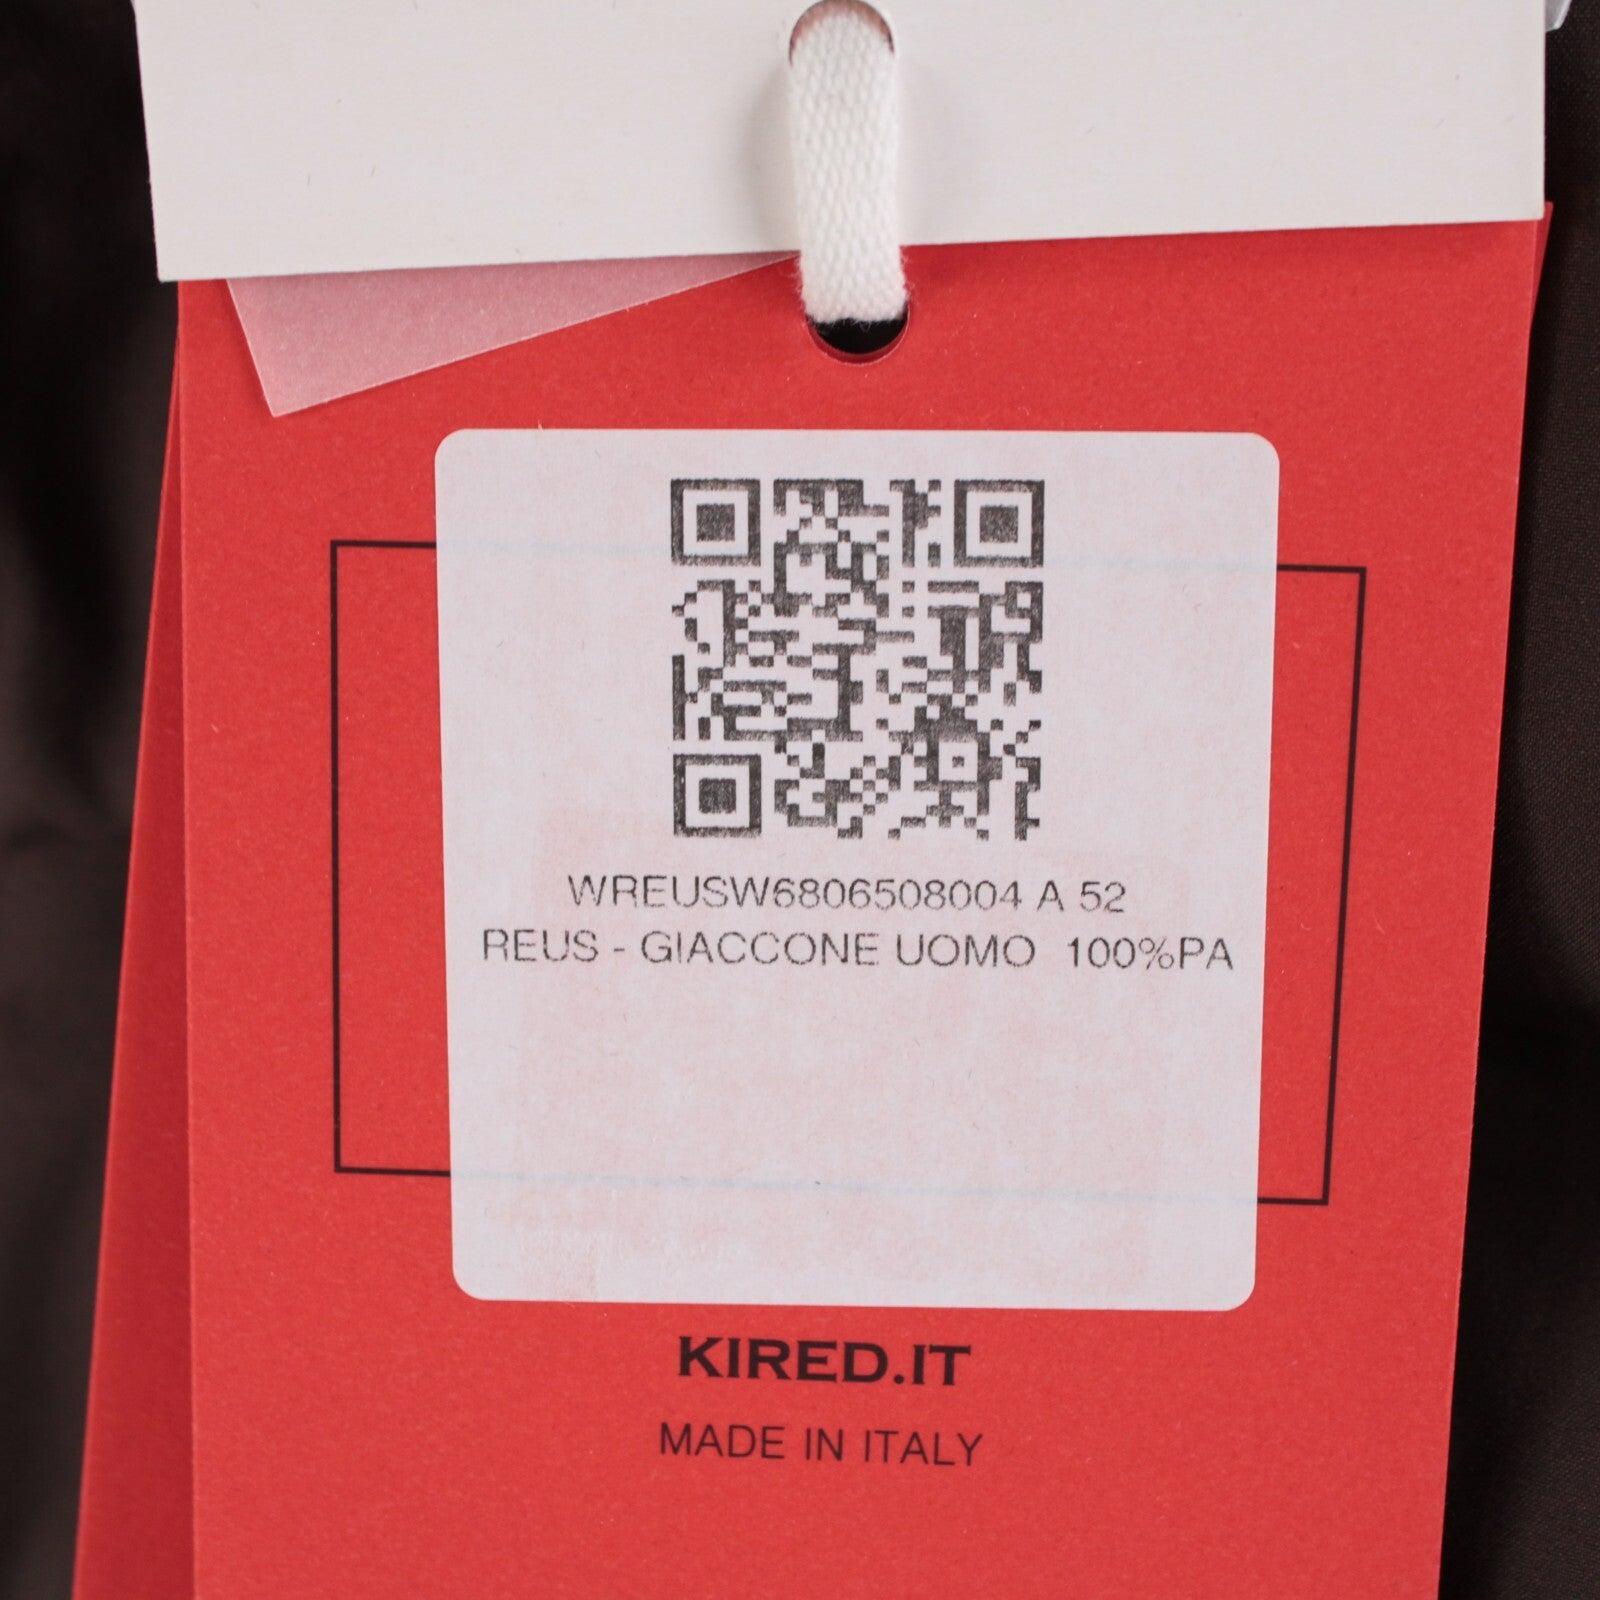 WREUSW6806508004 A 52
REUS - GIACCONE UOMO 100%PA
KIRED.IT
MADE IN ITALY